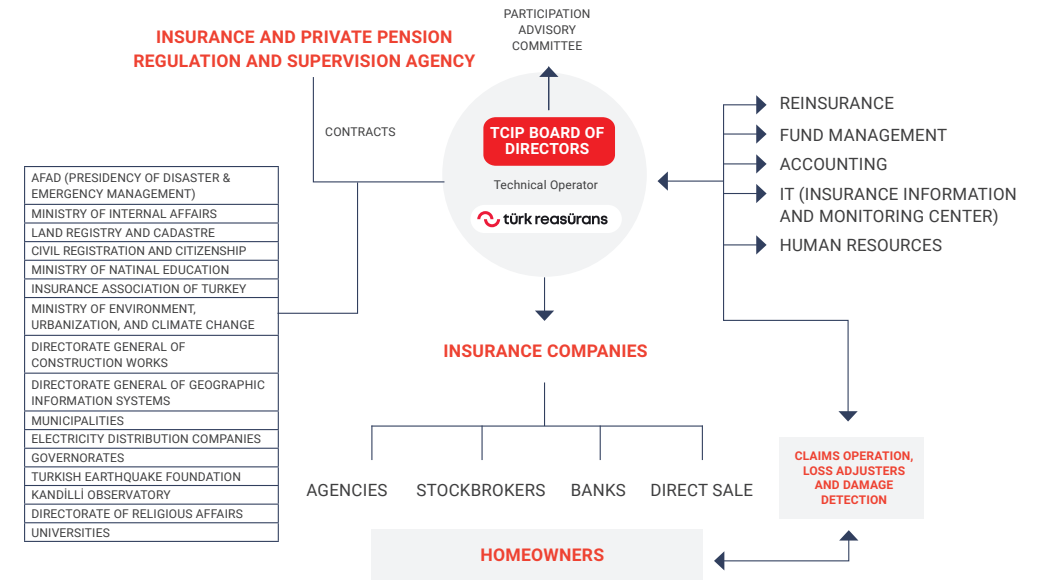 PARTICIPATION
ADVISORY
COMMITTEE
INSURANCE AND PRIVATE PENSION
REGULATION AND SUPERVISION AGENCY
CONTRACTS
TCIP BOARD OF
DIRECTORS
Technical Operator
türk reasürans
REINSURANCE
FUND MANAGEMENT
ACCOUNTING
IT (INSURANCE INFORMATION
AND MONITORING CENTER)
HUMAN RESOURCES
AFAD (PRESIDENCY OF DISASTER &
EMERGENCY MANAGEMENT)
MINISTRY OF INTERNAL AFFAIRS
LAND REGISTRY AND CADASTRE
CIVIL REGISTRATION AND CITIZENSHIP
MINISTRY OF NATINAL EDUCATION
INSURANCE ASSOCIATION OF TURKEY
MINISTRY OF ENVIRONMENT,
URBANIZATION, AND CLIMATE CHANGE
DIRECTORATE GENERAL OF
CONSTRUCTION WORKS
DIRECTORATE GENERAL OF GEOGRAPHIC
INFORMATION SYSTEMS
MUNICIPALITIES
ELECTRICITY DISTRIBUTION COMPANIES
GOVERNORATES
TURKISH EARTHQUAKE FOUNDATION
KANDİLLİ OBSERVATORY
DIRECTORATE OF RELIGIOUS AFFAIRS
UNIVERSITIES
INSURANCE COMPANIES
AGENCIES
STOCKBROKERS
BANKS
DIRECT SALE
CLAIMS OPERATION,
LOSS ADJUSTERS
AND DAMAGE
DETECTION
HOMEOWNERS